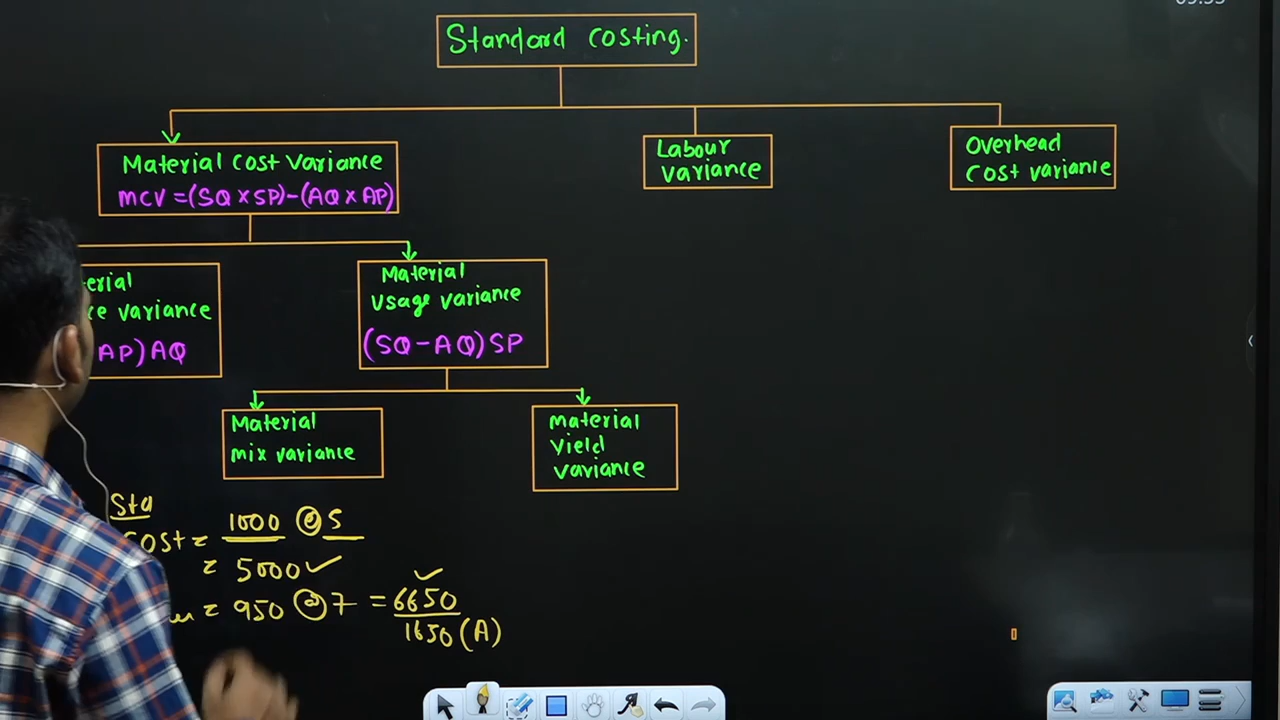 Standard costing.
Material Cost Variance
MCV = (SQ × SP) - (AQ × AP)
Labour
variance
Overhead
Cost variance
variance
AP) AQ
Material
Usage variance
(SQ - AQ) SP
Material
mix variance
material
Yield
variance
Sta
Cost = 1000 @ 5
= 5000 ✓
= 950 @ 7 = 6650 ✓
1650 (A)